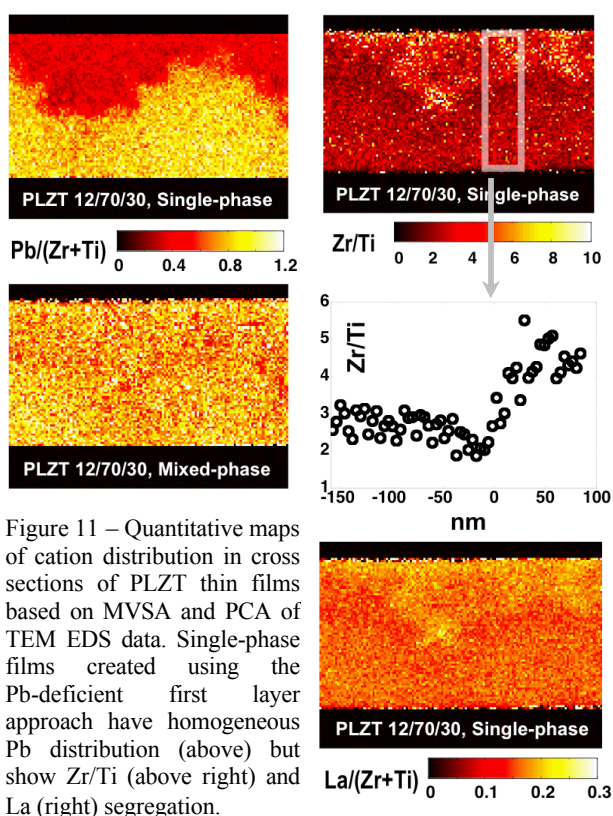 PLZT 12/70/30, Single-phase
Pb/(Zr+Ti)
0 0.4 0.8 1.2
PLZT 12/70/30, Mixed-phase
Figure 11 – Quantitative maps
of cation distribution in cross
sections of PLZT thin films
based on MVSA and PCA of
TEM EDS data. Single-phase
films created using the
Pb-deficient first layer
approach have homogeneous
Pb distribution (above) but
show Zr/Ti (above right) and
La (right) segregation.
PLZT 12/70/30, Single-phase
Zr/Ti
0 2 4 6 8 10
Zr/Ti
6
5
4
3
2
1
-150 -100 -50 0 50 100
nm
PLZT 12/70/30, Single-phase
La/(Zr+Ti)
0 0.1 0.2 0.3